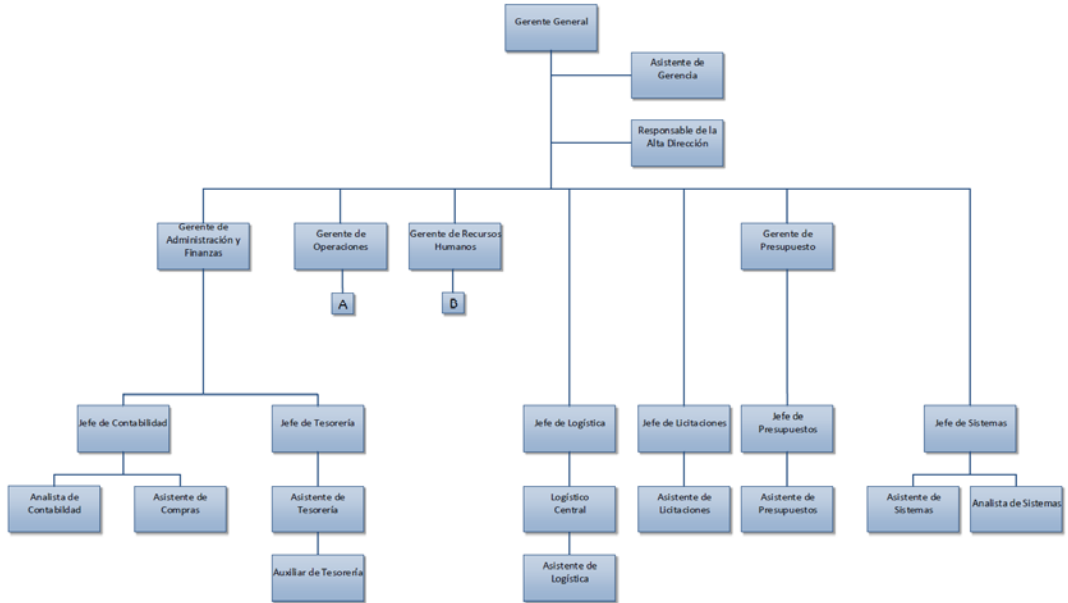 Gerente General
Asistente de
Gerencia
Responsable de la
Alta Dirección
Gerente de
Administración y
Finanzas
Gerente de
Operaciones
Gerente de Recursos
Humanos
Gerente de
Presupuesto
A
B
Jefe de Contabilidad
Jefe de Tesorería
Jefe de Logística
Jefe de Licitaciones
Jefe de
Presupuestos
Jefe de Sistemas
Analista de
Contabildad
Asistente de
Compras
Asistente de
Tesorería
Logístico
Central
Asistente de
Licitaciones
Asistente de
Presupuestos
Asistente de
Sistemas
Analista de Sistemas
Auxiliar de Tesorería
Asistente de
Logística